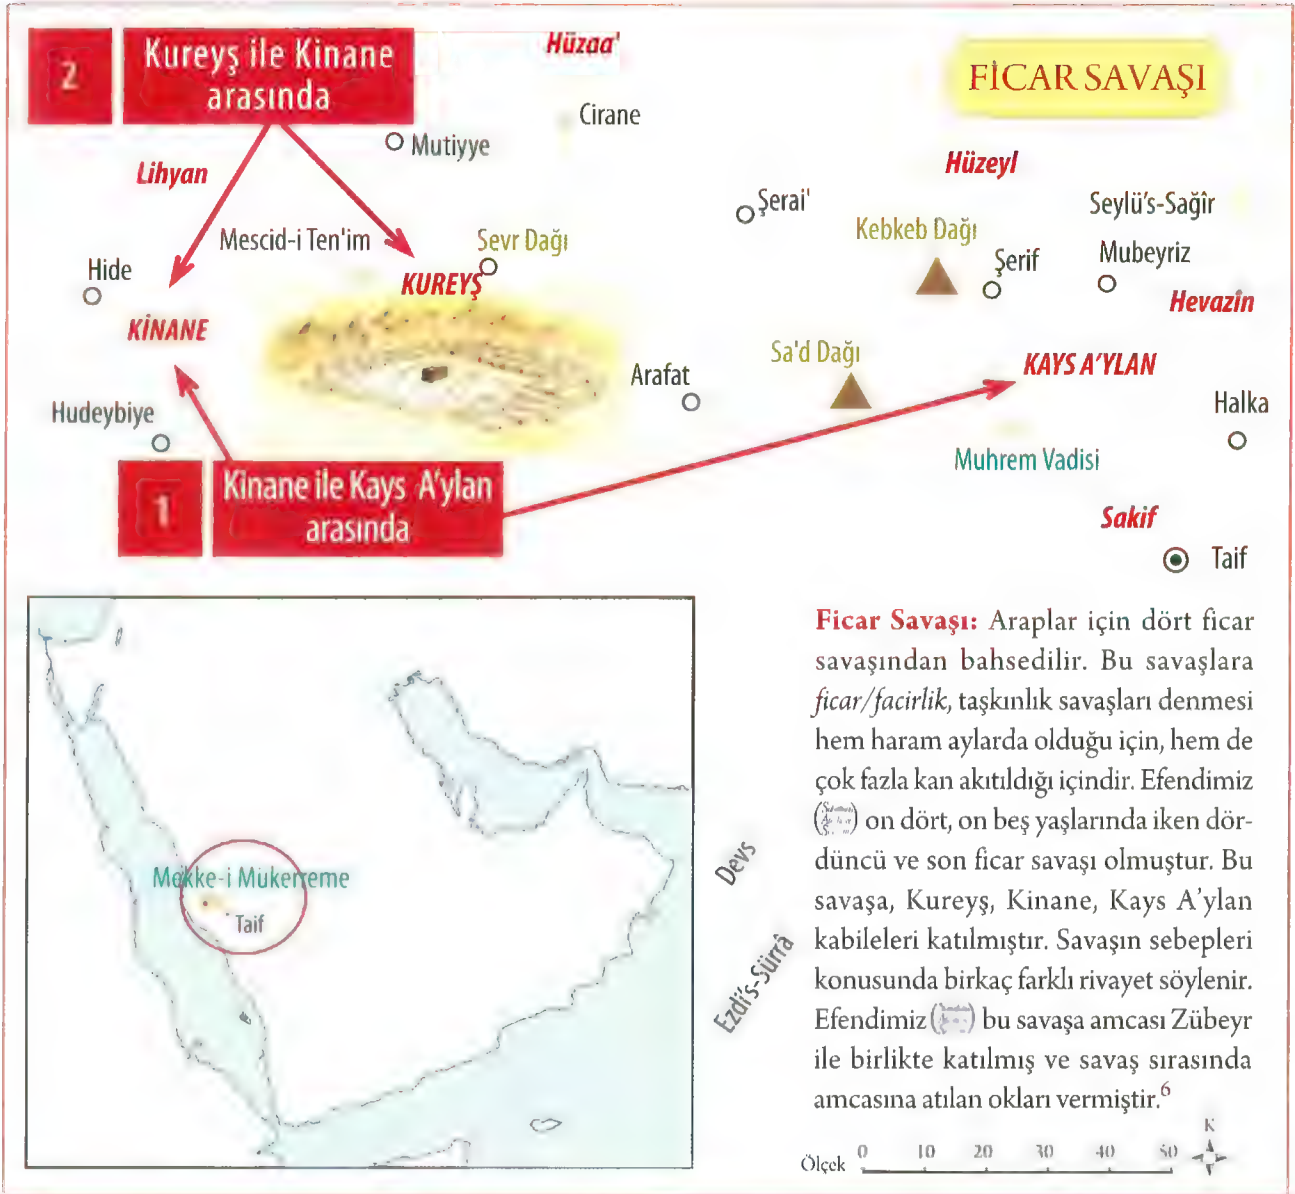 2
Kureyş ile Kinane
arasında
Hüzaa'
FİCAR SAVAŞI
Cirane
Mutiyye
Lihyan
Hüzeyl
Şerai'
Seylü's-Sağîr
Mescid-i Ten'im
Sevr Dağı
Kebkeb Dağı
Şerif
Mubeyriz
Hide
KUREYŞ
Hevazîn
KİNANE
Sa'd Dağı
KAYS A'YLAN
Arafat
Halka
Hudeybiye
Muhrem Vadisi
1
Kinane ile Kays A'ylan
arasında
Sakif
Taif
Mekke-i Mükerreme
Taif
Devs
Ezdi's-Sürrâ
Ficar Savaşı: Araplar için dört ficar
savaşından bahsedilir. Bu savaşlara
ficar/facirlik, taşkınlık savaşları denmesi
hem haram aylarda olduğu için, hem de
çok fazla kan akıtıldığı içindir. Efendimiz
( ) on dört, on beş yaşlarında iken dör-
düncü ve son ficar savaşı olmuştur. Bu
savaşa, Kureyş, Kinane, Kays A'ylan
kabileleri katılmıştır. Savaşın sebepleri
konusunda birkaç farklı rivayet söylenir.
Efendimiz ( ) bu savaşa amcası Zübeyr
ile birlikte katılmış ve savaş sırasında
amcasına atılan okları vermiştir.6
K
Ölçek 0 10 20 30 40 50